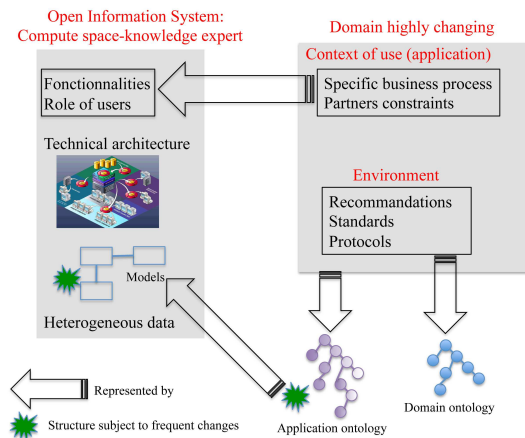 Open Information System:
Compute space-knowledge expert
Fonctionnalities
Role of users
Technical architecture
Models
Heterogeneous data
Domain highly changing
Context of use (application)
Specific business process
Partners constraints
Environment
Recommandations
Standards
Protocols
Represented by
Structure subject to frequent changes
Application ontology
Domain ontology